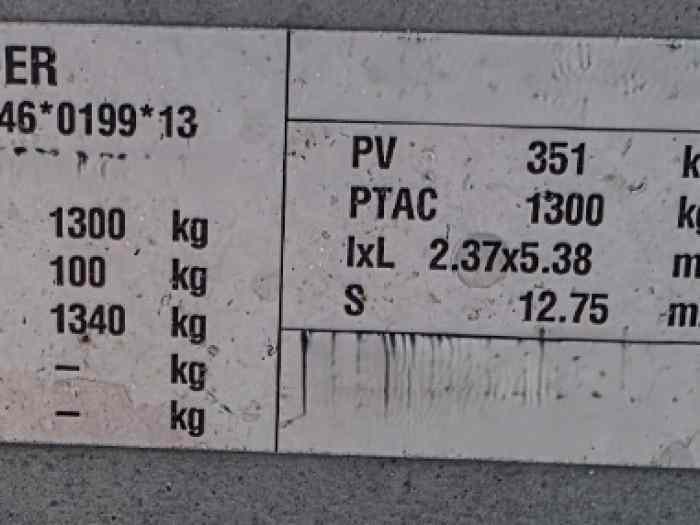 ER
46*0199*13
1300 kg
100 kg
1340 kg
– kg
– kg
PV 351 k
PTAC 1300 kg
lxL 2.37x5.38 m
S 12.75 m